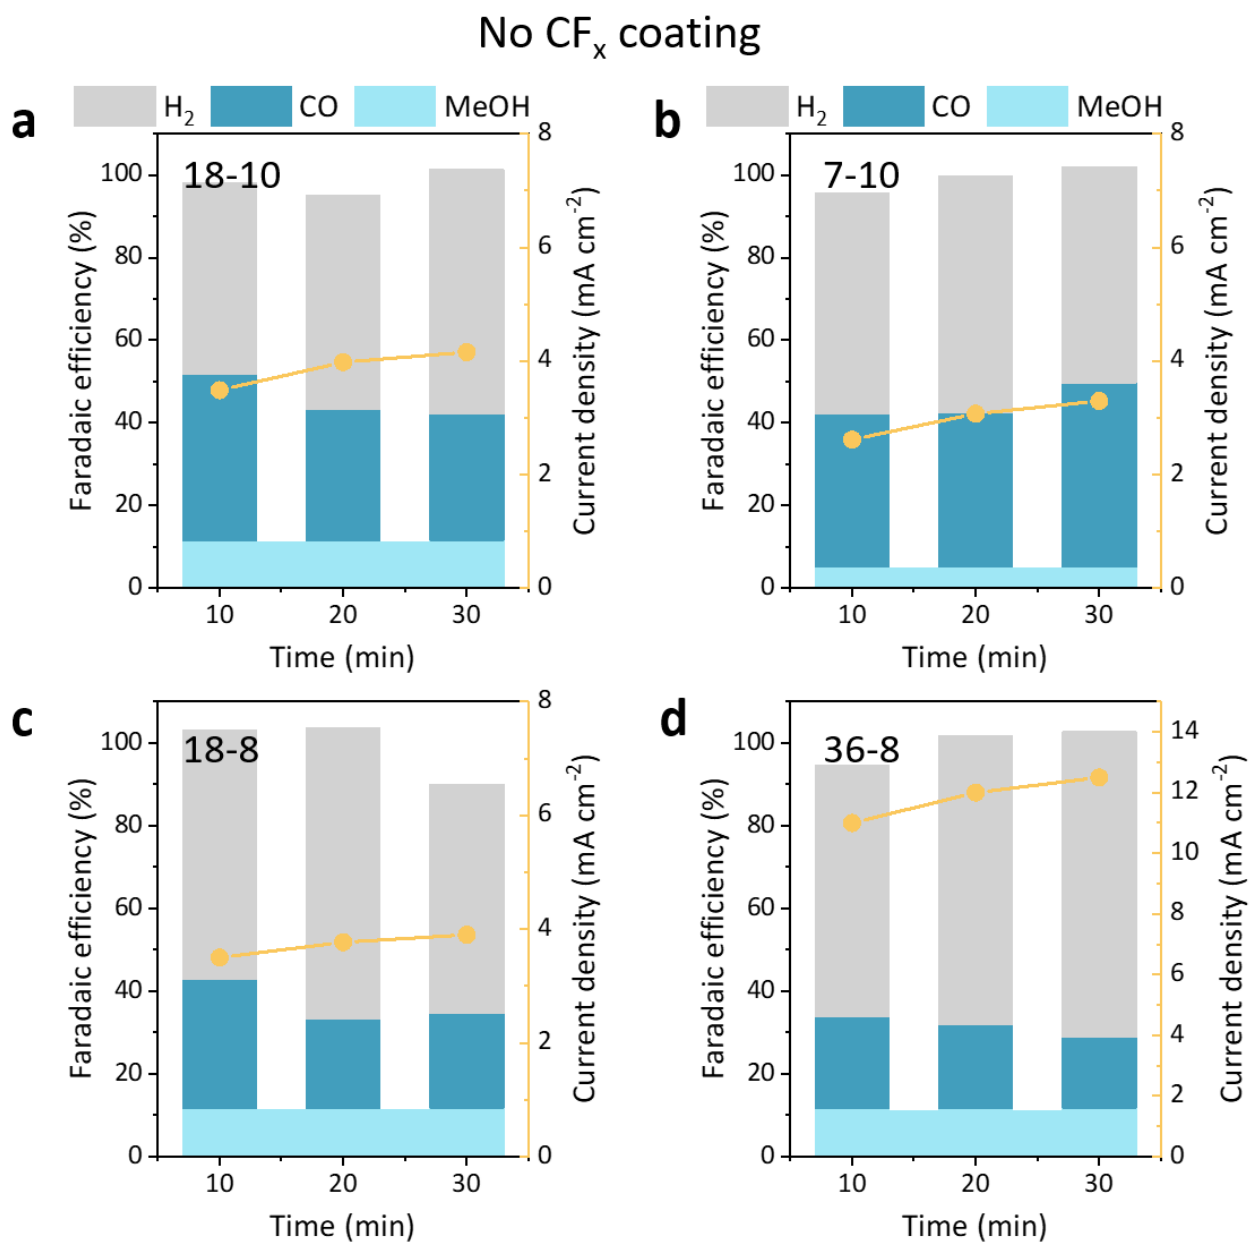 No CFₓ coating
a
H₂ CO MeOH
18-10
Faradaic efficiency (%)
100
80
60
40
20
0
8
6
4
2
0
Current density (mA cm⁻²)
10 20 30
Time (min)
b
H₂ CO MeOH
7-10
Faradaic efficiency (%)
100
80
60
40
20
0
8
6
4
2
0
Current density (mA cm⁻²)
10 20 30
Time (min)
c
18-8
Faradaic efficiency (%)
100
80
60
40
20
0
8
6
4
2
0
Current density (mA cm⁻²)
10 20 30
Time (min)
d
36-8
Faradaic efficiency (%)
100
80
60
40
20
0
14
12
10
8
6
4
2
0
Current density (mA cm⁻²)
10 20 30
Time (min)